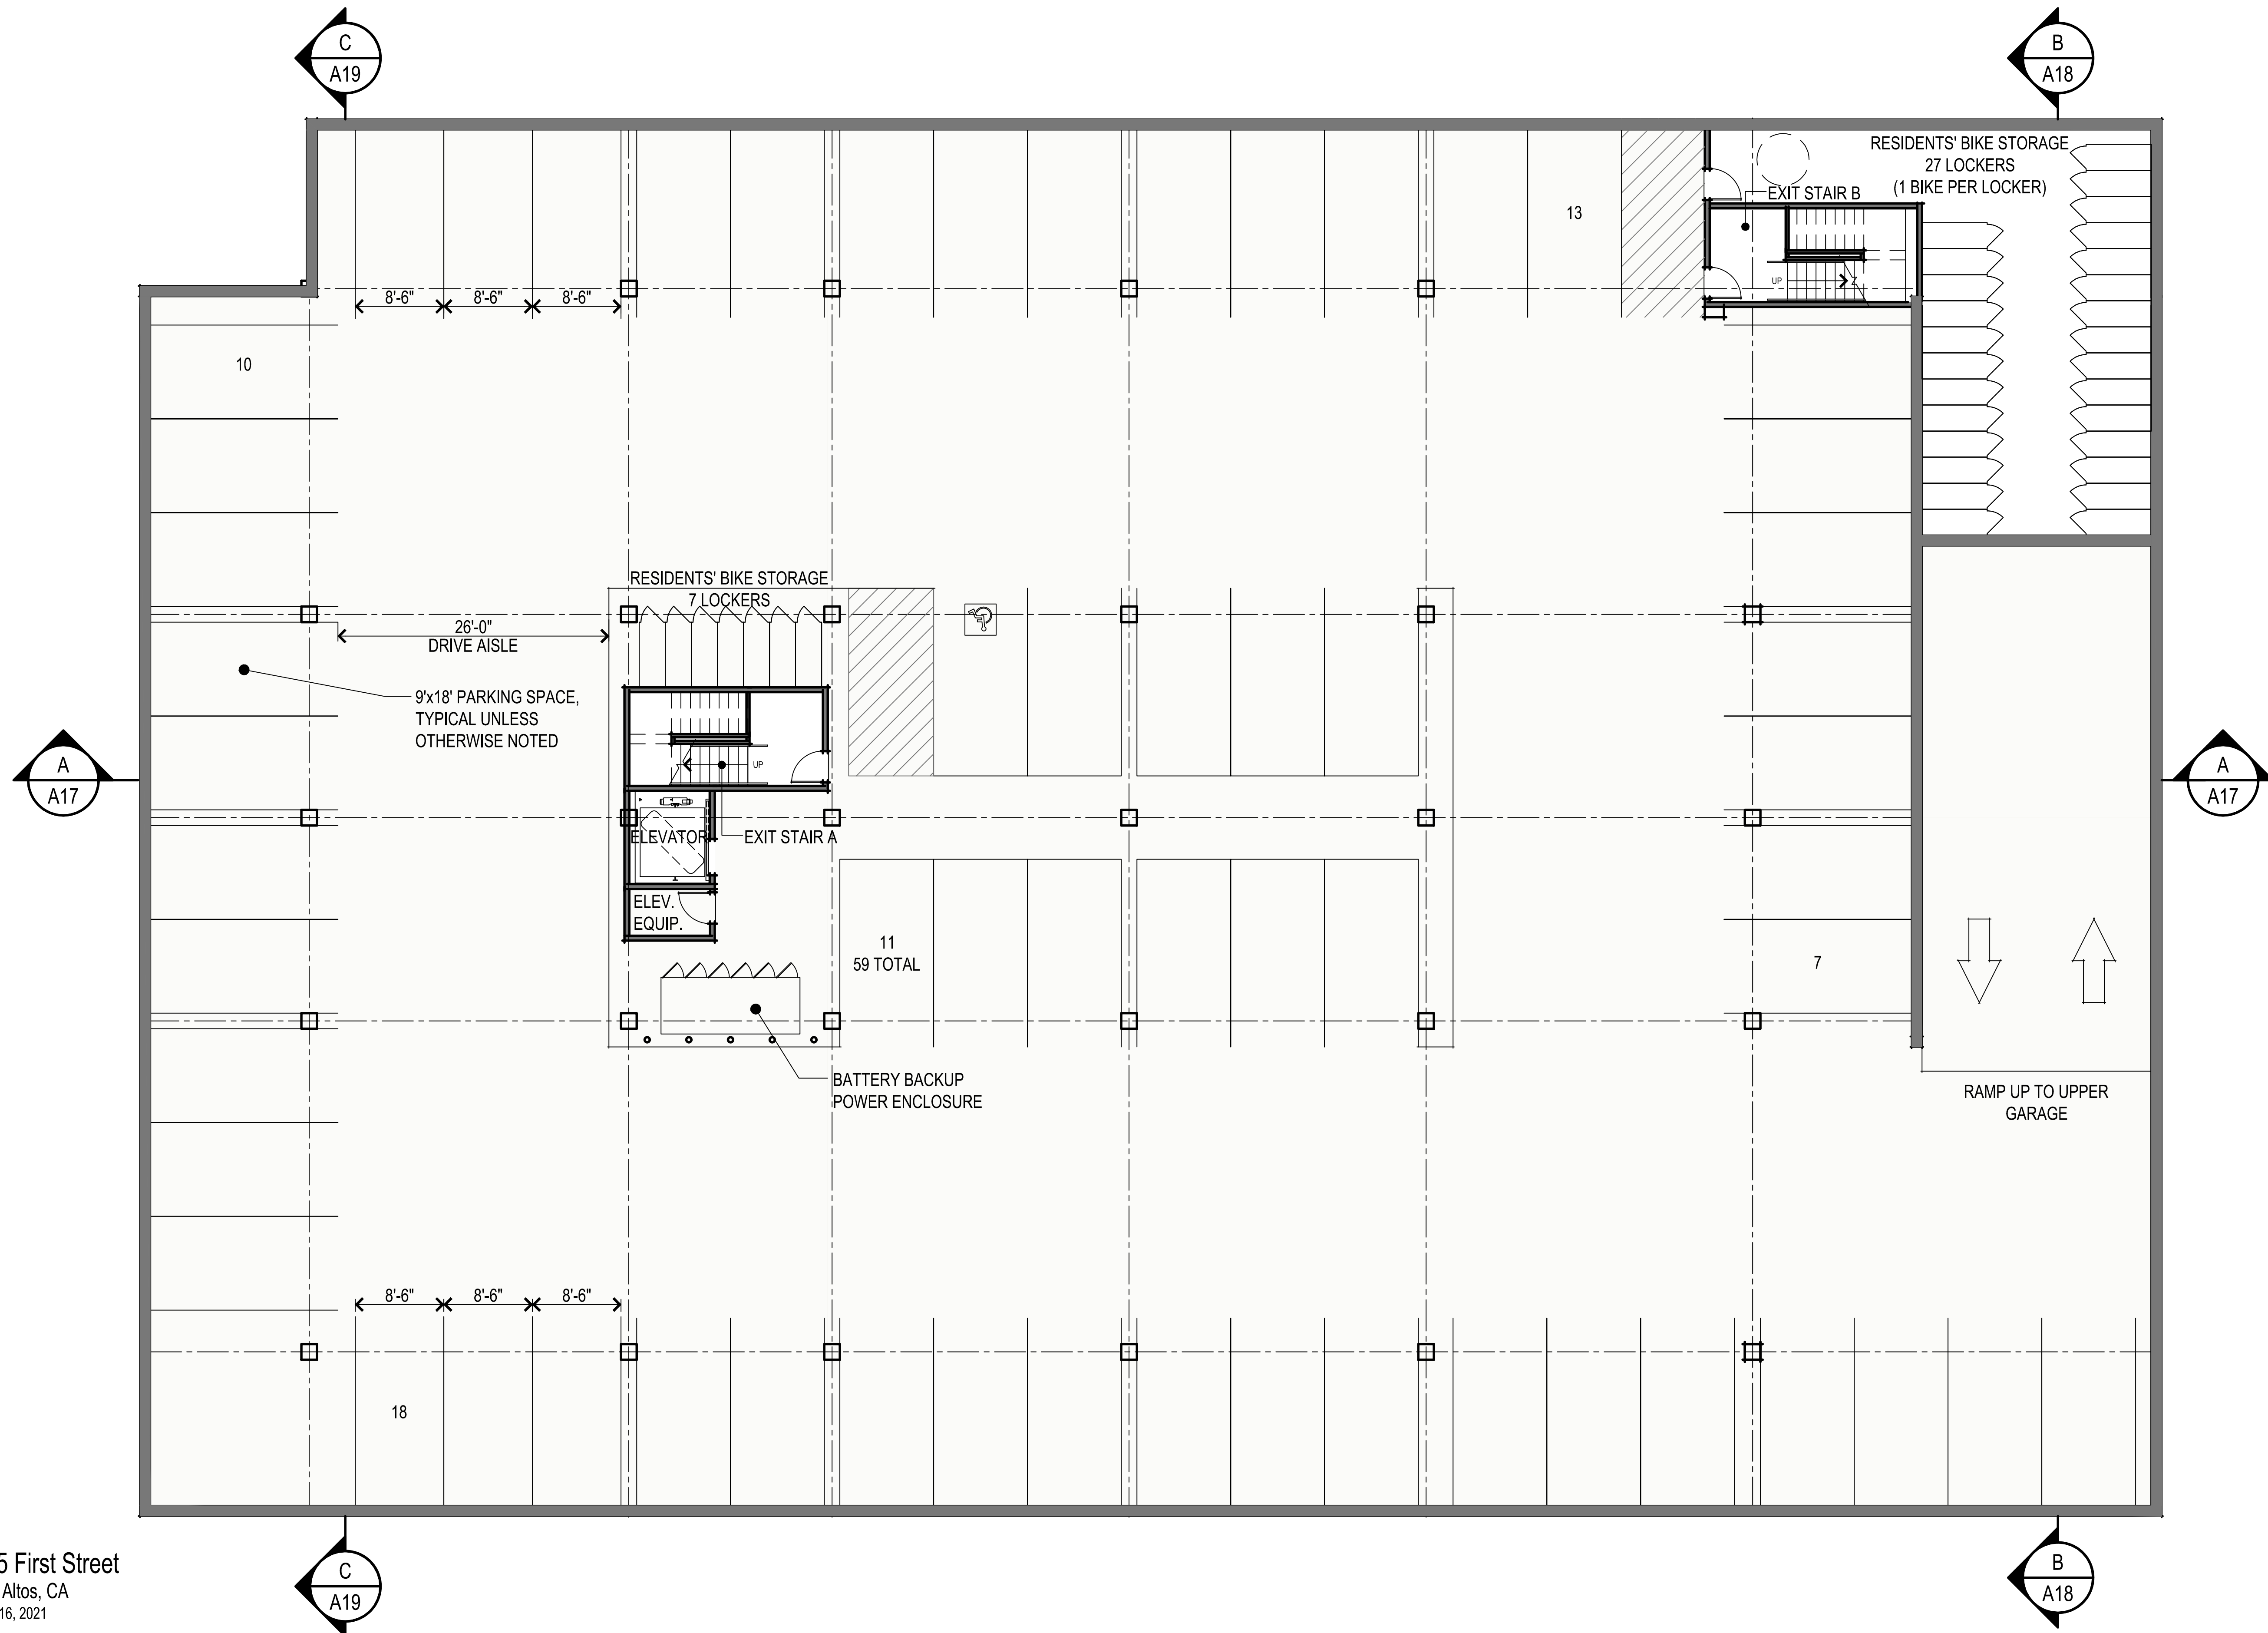 C
A19
B
A18
RESIDENTS' BIKE STORAGE
27 LOCKERS
(1 BIKE PER LOCKER)
EXIT STAIR B
13
UP
8'-6"
8'-6"
8'-6"
10
RESIDENTS' BIKE STORAGE
7 LOCKERS
26'-0"
DRIVE AISLE
9'x18' PARKING SPACE,
TYPICAL UNLESS
OTHERWISE NOTED
A
A17
UP
A
A17
ELEVATOR
EXIT STAIR A
ELEV.
EQUIP.
11
59 TOTAL
7
BATTERY BACKUP
POWER ENCLOSURE
RAMP UP TO UPPER
GARAGE
8'-6"
8'-6"
8'-6"
18
5 First Street
Altos, CA
16, 2021
C
A19
B
A18